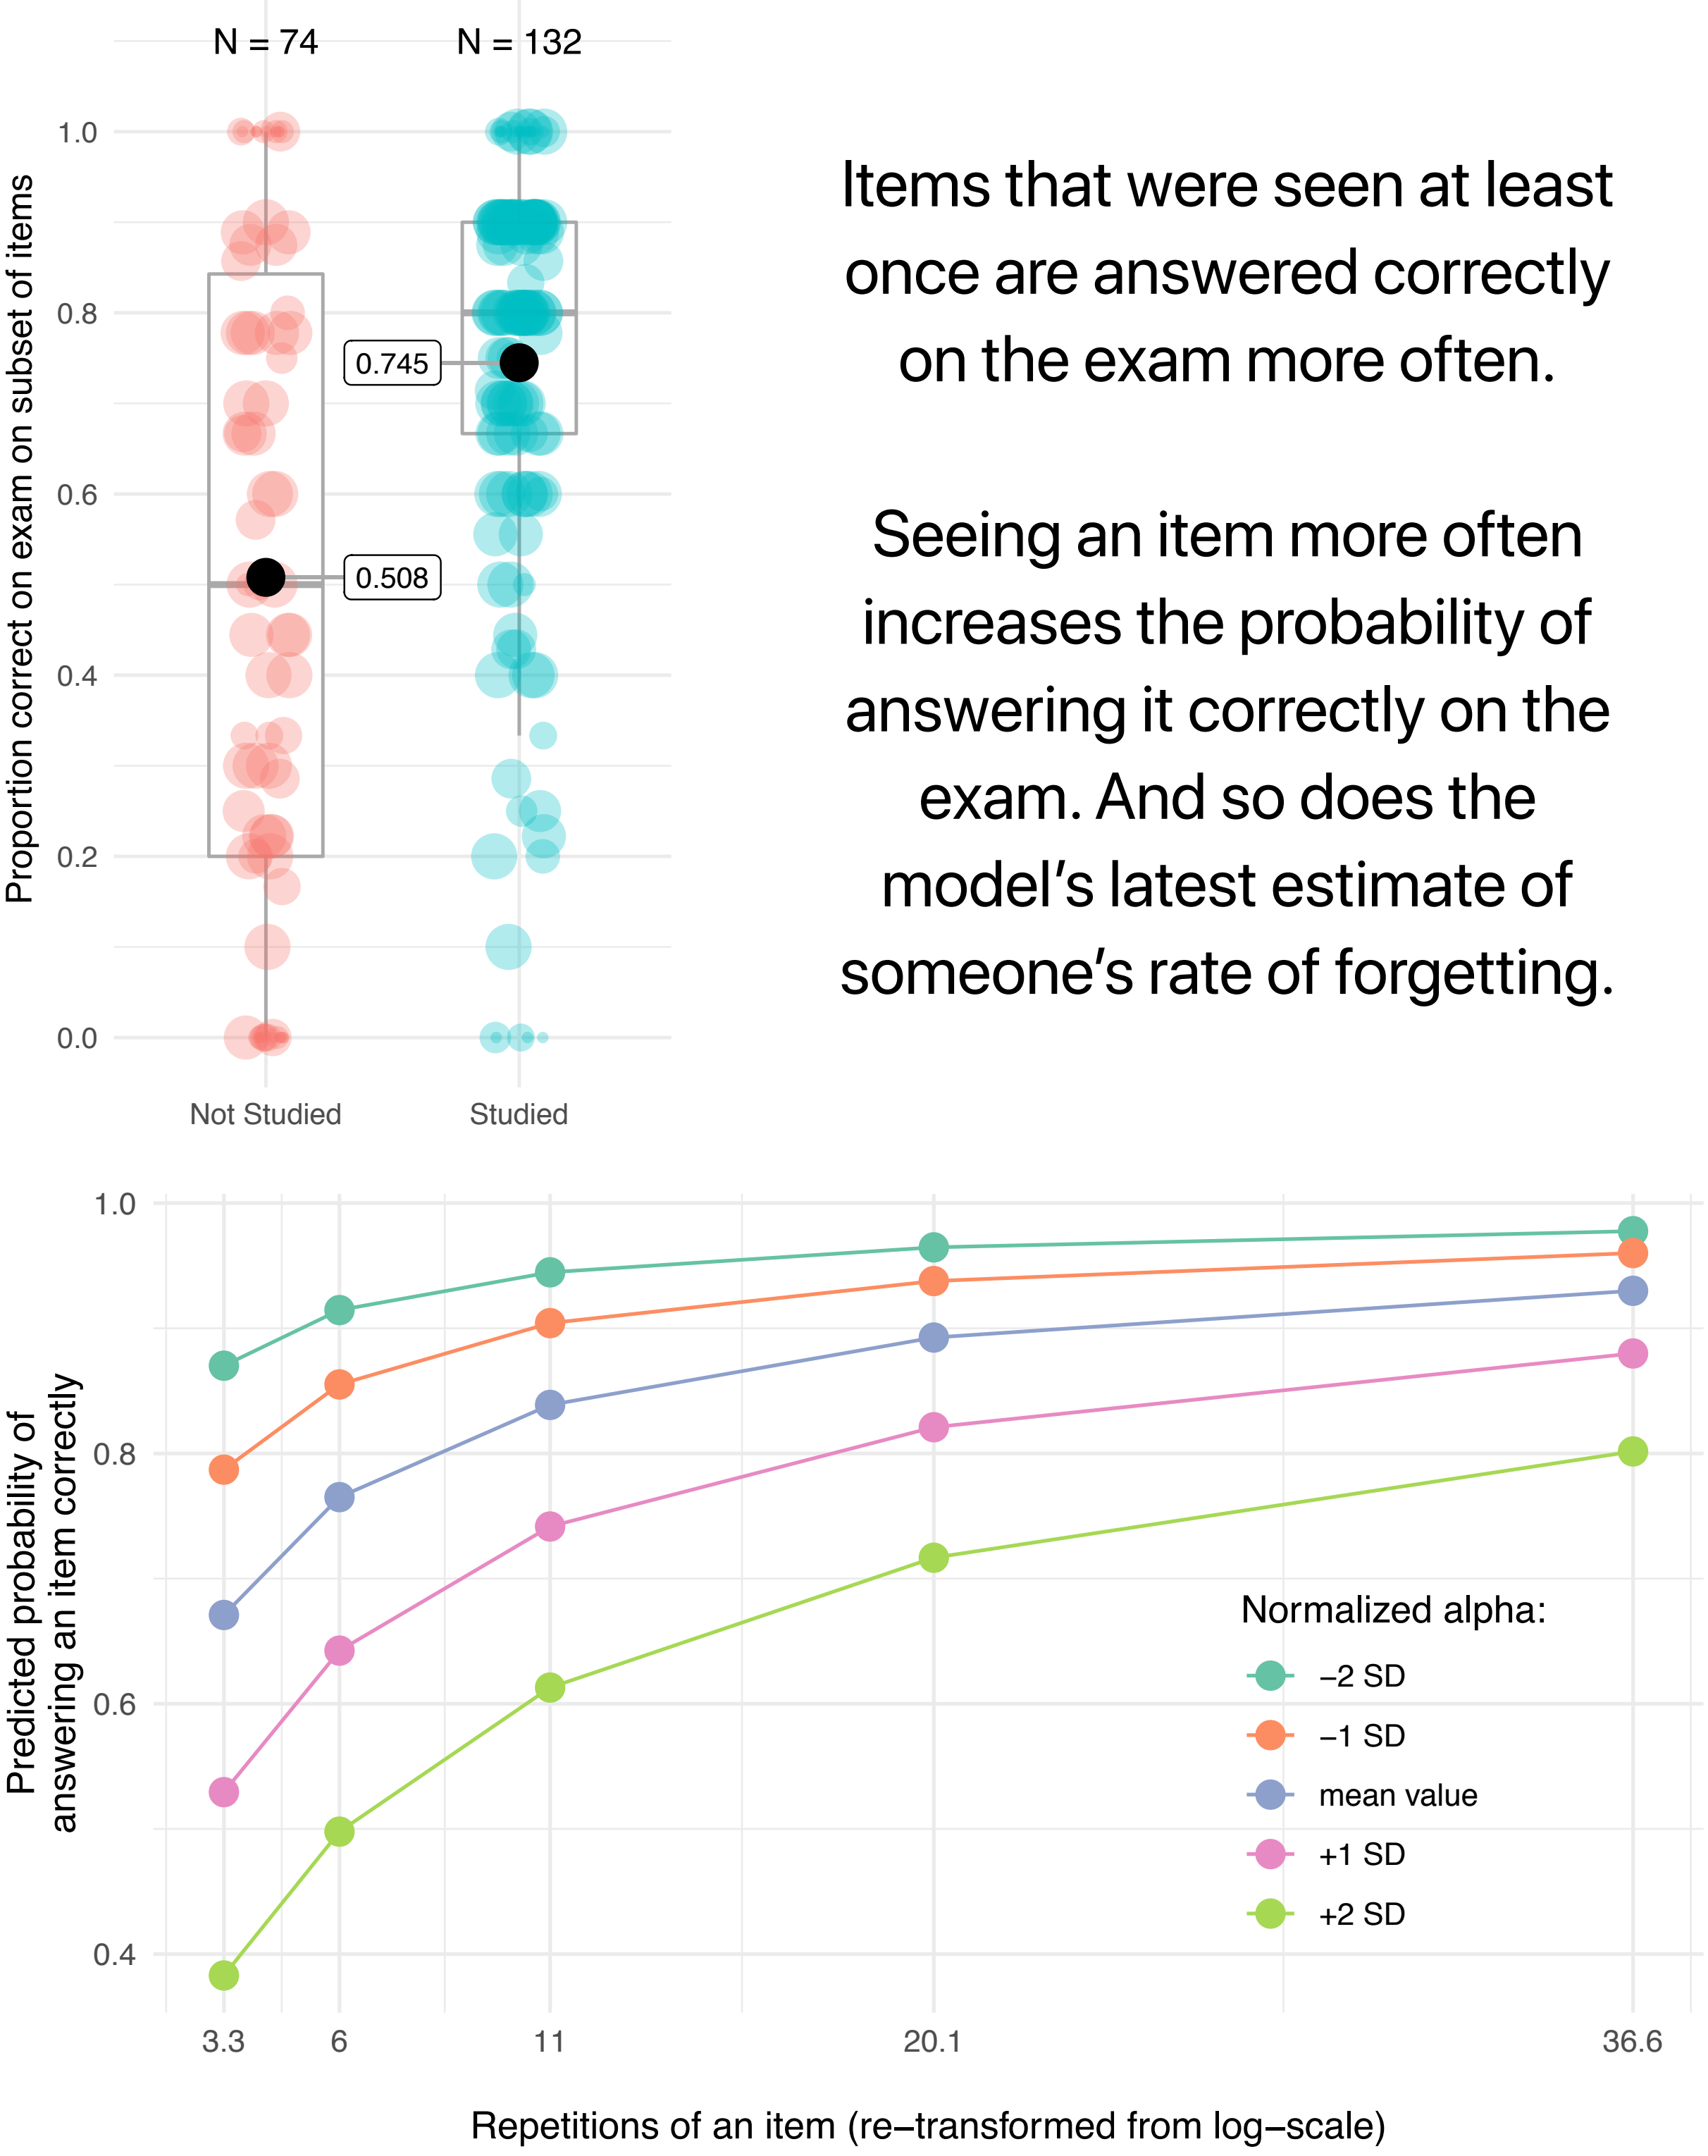 N = 74
N = 132
Proportion correct on exam on subset of items
1.0
0.8
0.6
0.4
0.2
0.0
0.745
0.508
Not Studied
Studied
Items that were seen at least
once are answered correctly
on the exam more often.
Seeing an item more often
increases the probability of
answering it correctly on the
exam. And so does the
model’s latest estimate of
someone’s rate of forgetting.
Predicted probability of
answering an item correctly
1.0
0.8
0.6
0.4
Normalized alpha:
−2 SD
−1 SD
mean value
+1 SD
+2 SD
3.3
6
11
20.1
36.6
Repetitions of an item (re−transformed from log−scale)